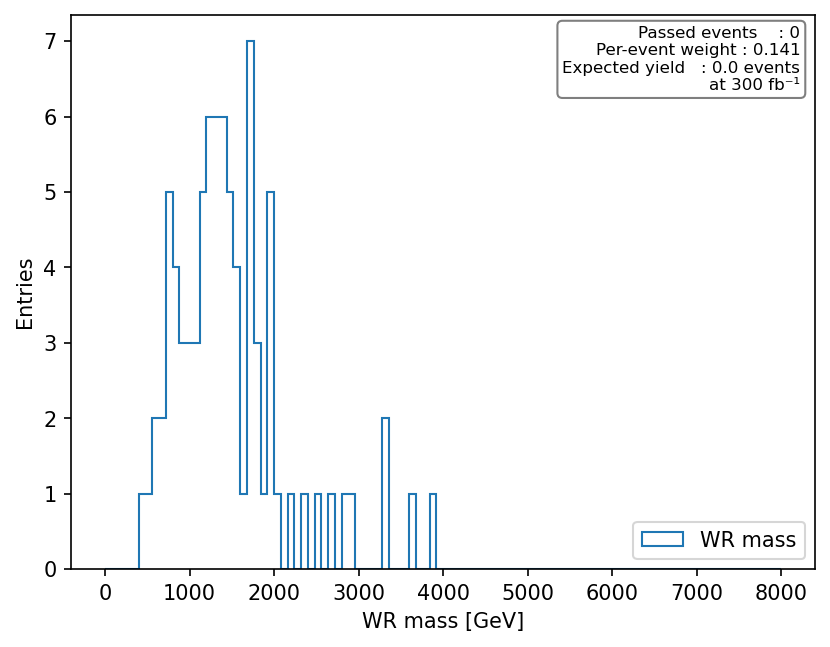 Passed events    : 0
Per-event weight : 0.141
Expected yield   : 0.0 events
at 300 fb⁻¹
7
6
5
4
3
2
1
0
Entries
WR mass
0 1000 2000 3000 4000 5000 6000 7000 8000
WR mass [GeV]